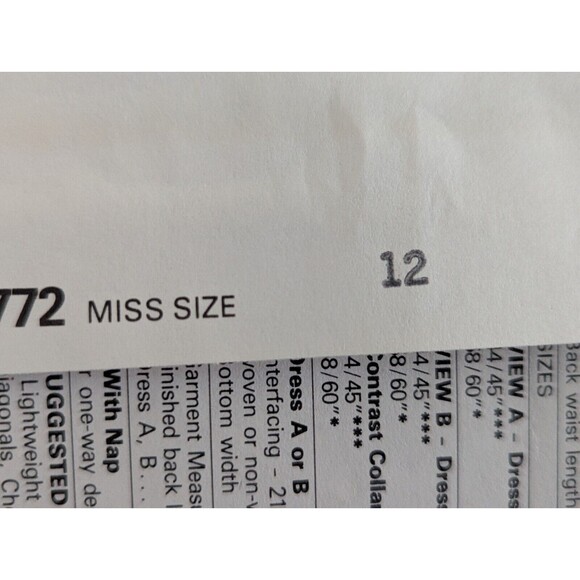 772 MISS SIZE 12
Back waist length
SIZES
VIEW A – Dress
4/45"***
8/60"*
VIEW B – Dress
4/45"***
8/60"*
Contrast Collar
4/45"***
8/60"*
Dress A or B
nterfacing – 21
woven or non-w
ottom width
arment Meas
inished back l
ress A, B...
With Nap
r one-way de
UGGESTED
Lightweight
iagonals, Ch